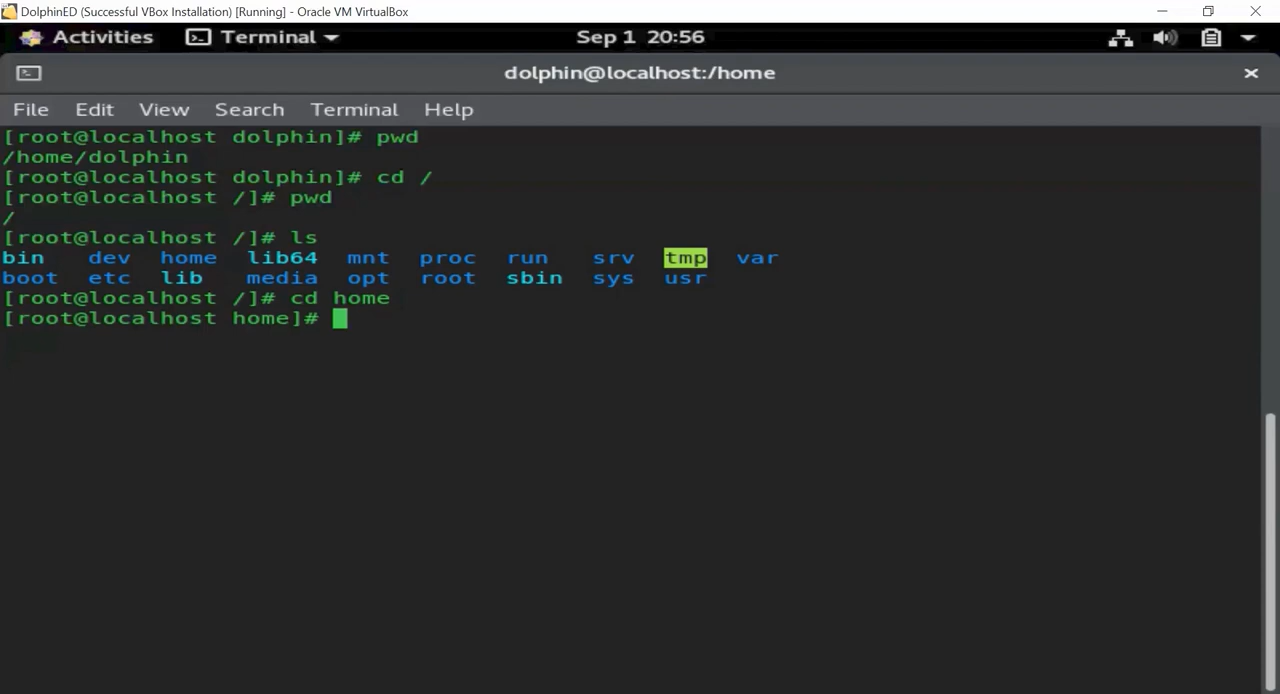 DolphinED (Successful VBox Installation) [Running] - Oracle VM VirtualBox
Activities Terminal Sep 1 20:56
dolphin@localhost:/home
File Edit View Search Terminal Help
[root@localhost dolphin]# pwd
/home/dolphin
[root@localhost dolphin]# cd /
[root@localhost /]# pwd
/
[root@localhost /]# ls
bin dev home lib64 mnt proc run srv tmp var
boot etc lib media opt root sbin sys usr
[root@localhost /]# cd home
[root@localhost home]#